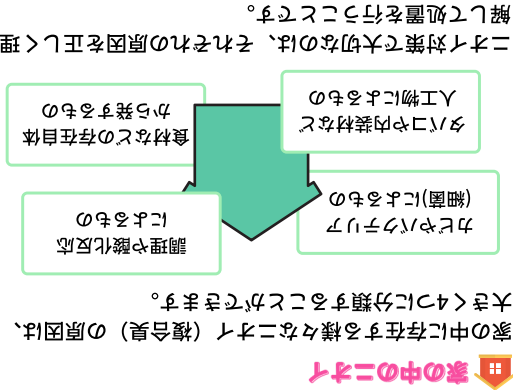 家の中のニオイ
家の中に存在する様々なニオイ（複合臭）の原因は、
大きく4つに分類することができます。
カビやバクテリア
(細菌)によるもの
調理や酸化反応
によるもの
タバコや内装材など
人工物によるもの
食材などの存在自体
から発するもの
ニオイ対策で大切なのは、それぞれの原因を正しく理
解して処置を行うことです。